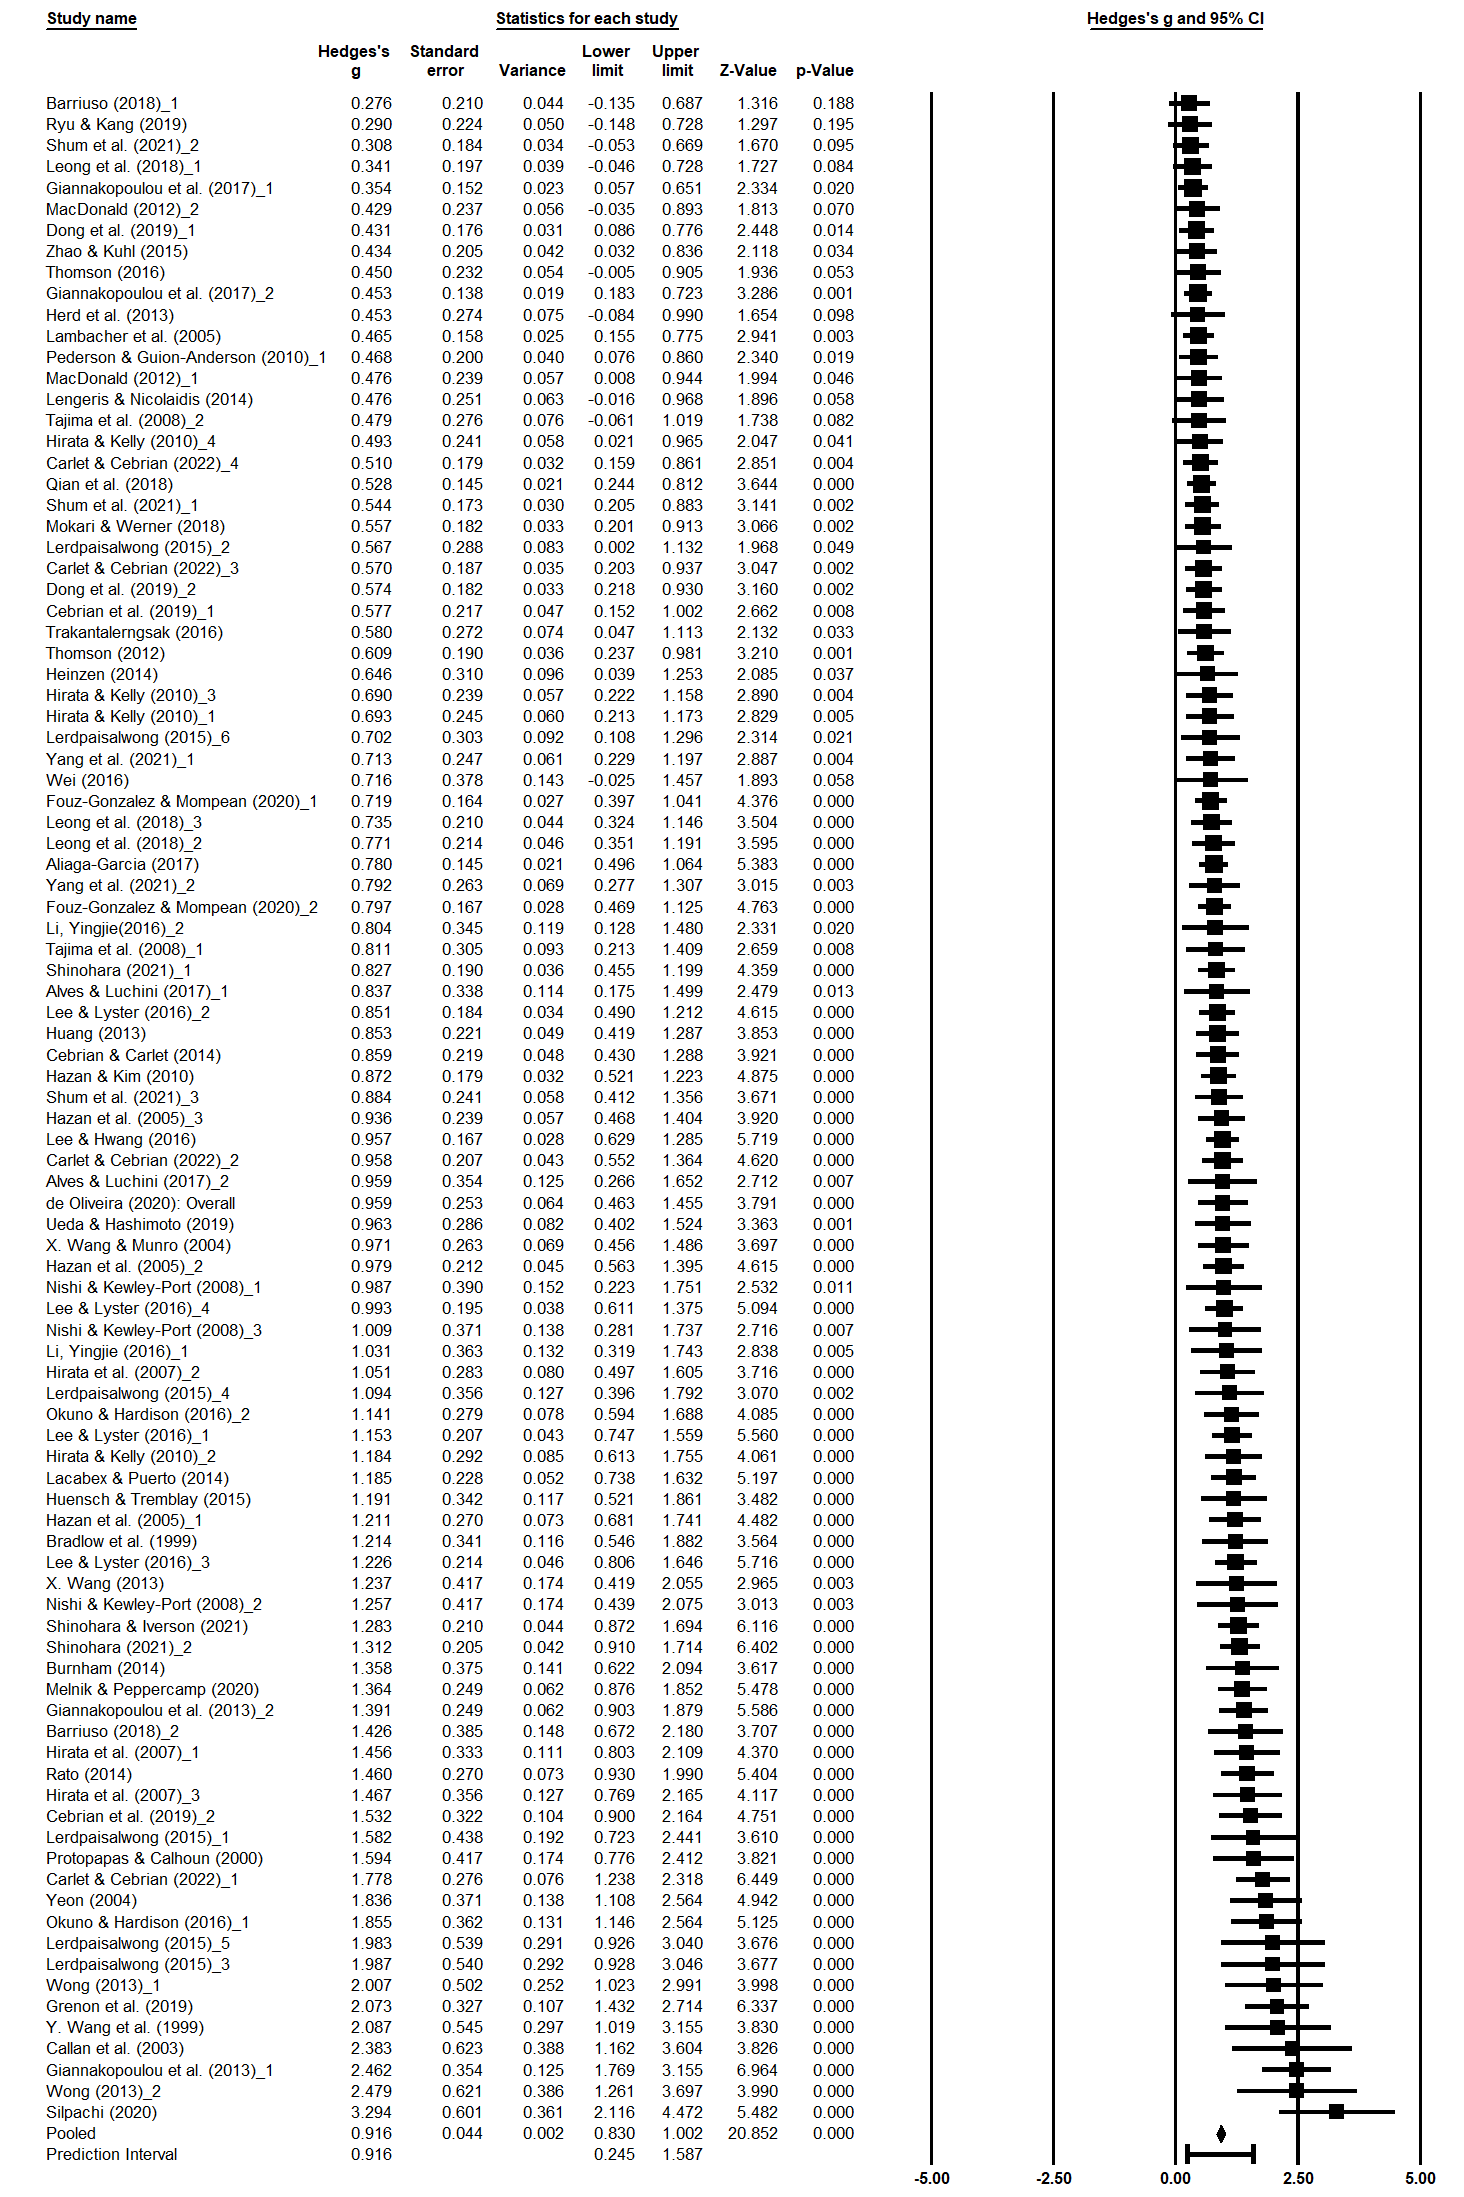 Study name Statistics for each study Hedges's g and 95% CI
Hedges's Standard Lower Upper
g error Variance limit limit Z-Value p-Value
Barriuso (2018)_1 0.276 0.210 0.044 -0.135 0.687 1.316 0.188
Ryu & Kang (2019) 0.290 0.224 0.050 -0.148 0.728 1.297 0.195
Shum et al. (2021)_2 0.308 0.184 0.034 -0.053 0.669 1.670 0.095
Leong et al. (2018)_1 0.341 0.197 0.039 -0.046 0.728 1.727 0.084
Giannakopoulou et al. (2017)_1 0.354 0.152 0.023 0.057 0.651 2.334 0.020
MacDonald (2012)_2 0.429 0.237 0.056 -0.035 0.893 1.813 0.070
Dong et al. (2019)_1 0.431 0.176 0.031 0.086 0.776 2.448 0.014
Zhao & Kuhl (2015) 0.434 0.205 0.042 0.032 0.836 2.118 0.034
Thomson (2016) 0.450 0.232 0.054 -0.005 0.905 1.936 0.053
Giannakopoulou et al. (2017)_2 0.453 0.138 0.019 0.183 0.723 3.286 0.001
Herd et al. (2013) 0.453 0.274 0.075 -0.084 0.990 1.654 0.098
Lambacher et al. (2005) 0.465 0.158 0.025 0.155 0.775 2.941 0.003
Pederson & Guion-Anderson (2010)_1 0.468 0.200 0.040 0.076 0.860 2.340 0.019
MacDonald (2012)_1 0.476 0.239 0.057 0.008 0.944 1.994 0.046
Lengeris & Nicolaidis (2014) 0.476 0.251 0.063 -0.016 0.968 1.896 0.058
Tajima et al. (2008)_2 0.479 0.276 0.076 -0.061 1.019 1.738 0.082
Hirata & Kelly (2010)_4 0.493 0.241 0.058 0.021 0.965 2.047 0.041
Carlet & Cebrian (2022)_4 0.510 0.179 0.032 0.159 0.861 2.851 0.004
Qian et al. (2018) 0.528 0.145 0.021 0.244 0.812 3.644 0.000
Shum et al. (2021)_1 0.544 0.173 0.030 0.205 0.883 3.141 0.002
Mokari & Werner (2018) 0.557 0.182 0.033 0.201 0.913 3.066 0.002
Lerdpaisalwong (2015)_2 0.567 0.288 0.083 0.002 1.132 1.968 0.049
Carlet & Cebrian (2022)_3 0.570 0.187 0.035 0.203 0.937 3.047 0.002
Dong et al. (2019)_2 0.574 0.182 0.033 0.218 0.930 3.160 0.002
Cebrian et al. (2019)_1 0.577 0.217 0.047 0.152 1.002 2.662 0.008
Trakantalerngsak (2016) 0.580 0.272 0.074 0.047 1.113 2.132 0.033
Thomson (2012) 0.609 0.190 0.036 0.237 0.981 3.210 0.001
Heinzen (2014) 0.646 0.310 0.096 0.039 1.253 2.085 0.037
Hirata & Kelly (2010)_3 0.690 0.239 0.057 0.222 1.158 2.890 0.004
Hirata & Kelly (2010)_1 0.693 0.245 0.060 0.213 1.173 2.829 0.005
Lerdpaisalwong (2015)_6 0.702 0.303 0.092 0.108 1.296 2.314 0.021
Yang et al. (2021)_1 0.713 0.247 0.061 0.229 1.197 2.887 0.004
Wei (2016) 0.716 0.378 0.143 -0.025 1.457 1.893 0.058
Fouz-Gonzalez & Mompean (2020)_1 0.719 0.164 0.027 0.397 1.041 4.376 0.000
Leong et al. (2018)_3 0.735 0.210 0.044 0.324 1.146 3.504 0.000
Leong et al. (2018)_2 0.771 0.214 0.046 0.351 1.191 3.595 0.000
Aliaga-Garcia (2017) 0.780 0.145 0.021 0.496 1.064 5.383 0.000
Yang et al. (2021)_2 0.792 0.263 0.069 0.277 1.307 3.015 0.003
Fouz-Gonzalez & Mompean (2020)_2 0.797 0.167 0.028 0.469 1.125 4.763 0.000
Li, Yingjie(2016)_2 0.804 0.345 0.119 0.128 1.480 2.331 0.020
Tajima et al. (2008)_1 0.811 0.305 0.093 0.213 1.409 2.659 0.008
Shinohara (2021)_1 0.827 0.190 0.036 0.455 1.199 4.359 0.000
Alves & Luchini (2017)_1 0.837 0.338 0.114 0.175 1.499 2.479 0.013
Lee & Lyster (2016)_2 0.851 0.184 0.034 0.490 1.212 4.615 0.000
Huang (2013) 0.853 0.221 0.049 0.419 1.287 3.853 0.000
Cebrian & Carlet (2014) 0.859 0.219 0.048 0.430 1.288 3.921 0.000
Hazan & Kim (2010) 0.872 0.179 0.032 0.521 1.223 4.875 0.000
Shum et al. (2021)_3 0.884 0.241 0.058 0.412 1.356 3.671 0.000
Hazan et al. (2005)_3 0.936 0.239 0.057 0.468 1.404 3.920 0.000
Lee & Hwang (2016) 0.957 0.167 0.028 0.629 1.285 5.719 0.000
Carlet & Cebrian (2022)_2 0.958 0.207 0.043 0.552 1.364 4.620 0.000
Alves & Luchini (2017)_2 0.959 0.354 0.125 0.266 1.652 2.712 0.007
de Oliveira (2020): Overall 0.959 0.253 0.064 0.463 1.455 3.791 0.000
Ueda & Hashimoto (2019) 0.963 0.286 0.082 0.402 1.524 3.363 0.001
X. Wang & Munro (2004) 0.971 0.263 0.069 0.456 1.486 3.697 0.000
Hazan et al. (2005)_2 0.979 0.212 0.045 0.563 1.395 4.615 0.000
Nishi & Kewley-Port (2008)_1 0.987 0.390 0.152 0.223 1.751 2.532 0.011
Lee & Lyster (2016)_4 0.993 0.195 0.038 0.611 1.375 5.094 0.000
Nishi & Kewley-Port (2008)_3 1.009 0.371 0.138 0.281 1.737 2.716 0.007
Li, Yingjie (2016)_1 1.031 0.363 0.132 0.319 1.743 2.838 0.005
Hirata et al. (2007)_2 1.051 0.283 0.080 0.497 1.605 3.716 0.000
Lerdpaisalwong (2015)_4 1.094 0.356 0.127 0.396 1.792 3.070 0.002
Okuno & Hardison (2016)_2 1.141 0.279 0.078 0.594 1.688 4.085 0.000
Lee & Lyster (2016)_1 1.153 0.207 0.043 0.747 1.559 5.560 0.000
Hirata & Kelly (2010)_2 1.184 0.292 0.085 0.613 1.755 4.061 0.000
Lacabex & Puerto (2014) 1.185 0.228 0.052 0.738 1.632 5.197 0.000
Huensch & Tremblay (2015) 1.191 0.342 0.117 0.521 1.861 3.482 0.000
Hazan et al. (2005)_1 1.211 0.270 0.073 0.681 1.741 4.482 0.000
Bradlow et al. (1999) 1.214 0.341 0.116 0.546 1.882 3.564 0.000
Lee & Lyster (2016)_3 1.226 0.214 0.046 0.806 1.646 5.716 0.000
X. Wang (2013) 1.237 0.417 0.174 0.419 2.055 2.965 0.003
Nishi & Kewley-Port (2008)_2 1.257 0.417 0.174 0.439 2.075 3.013 0.003
Shinohara & Iverson (2021) 1.283 0.210 0.044 0.872 1.694 6.116 0.000
Shinohara (2021)_2 1.312 0.205 0.042 0.910 1.714 6.402 0.000
Burnham (2014) 1.358 0.375 0.141 0.622 2.094 3.617 0.000
Melnik & Peppercamp (2020) 1.364 0.249 0.062 0.876 1.852 5.478 0.000
Giannakopoulou et al. (2013)_2 1.391 0.249 0.062 0.903 1.879 5.586 0.000
Barriuso (2018)_2 1.426 0.385 0.148 0.672 2.180 3.707 0.000
Hirata et al. (2007)_1 1.456 0.333 0.111 0.803 2.109 4.370 0.000
Rato (2014) 1.460 0.270 0.073 0.930 1.990 5.404 0.000
Hirata et al. (2007)_3 1.467 0.356 0.127 0.769 2.165 4.117 0.000
Cebrian et al. (2019)_2 1.532 0.322 0.104 0.900 2.164 4.751 0.000
Lerdpaisalwong (2015)_1 1.582 0.438 0.192 0.723 2.441 3.610 0.000
Protopapas & Calhoun (2000) 1.594 0.417 0.174 0.776 2.412 3.821 0.000
Carlet & Cebrian (2022)_1 1.778 0.276 0.076 1.238 2.318 6.449 0.000
Yeon (2004) 1.836 0.371 0.138 1.108 2.564 4.942 0.000
Okuno & Hardison (2016)_1 1.855 0.362 0.131 1.146 2.564 5.125 0.000
Lerdpaisalwong (2015)_5 1.983 0.539 0.291 0.926 3.040 3.676 0.000
Lerdpaisalwong (2015)_3 1.987 0.540 0.292 0.928 3.046 3.677 0.000
Wong (2013)_1 2.007 0.502 0.252 1.023 2.991 3.998 0.000
Grenon et al. (2019) 2.073 0.327 0.107 1.432 2.714 6.337 0.000
Y. Wang et al. (1999) 2.087 0.545 0.297 1.019 3.155 3.830 0.000
Callan et al. (2003) 2.383 0.623 0.388 1.162 3.604 3.826 0.000
Giannakopoulou et al. (2013)_1 2.462 0.354 0.125 1.769 3.155 6.964 0.000
Wong (2013)_2 2.479 0.621 0.386 1.261 3.697 3.990 0.000
Silpachi (2020) 3.294 0.601 0.361 2.116 4.472 5.482 0.000
Pooled 0.916 0.044 0.002 0.830 1.002 20.852 0.000
Prediction Interval 0.916 0.245 1.587
-5.00 -2.50 0.00 2.50 5.00